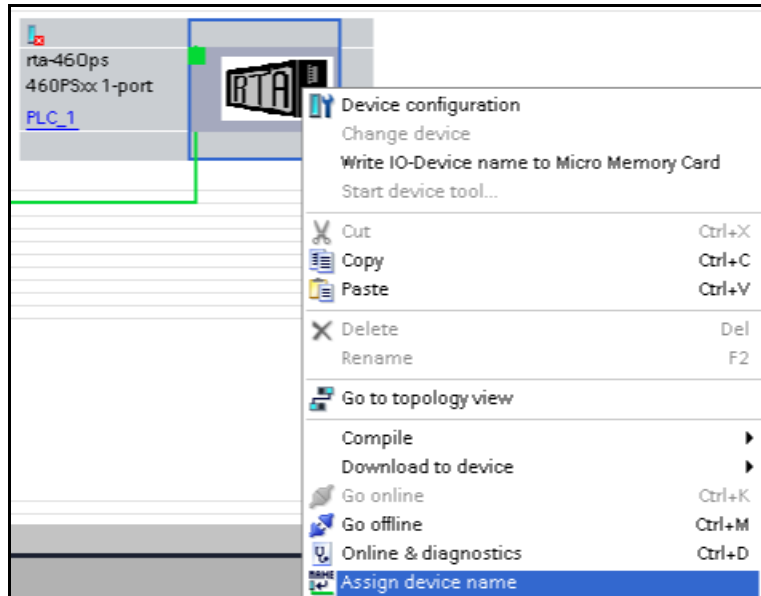 rta-460ps
460PSxx 1-port
PLC_1
RTA
Device configuration
Change device
Write IO-Device name to Micro Memory Card
Start device tool...
Cut Ctrl+X
Copy Ctrl+C
Paste Ctrl+V
Delete Del
Rename F2
Go to topology view
Compile
Download to device
Go online Ctrl+K
Go offline Ctrl+M
Online & diagnostics Ctrl+D
NAME
Assign device name